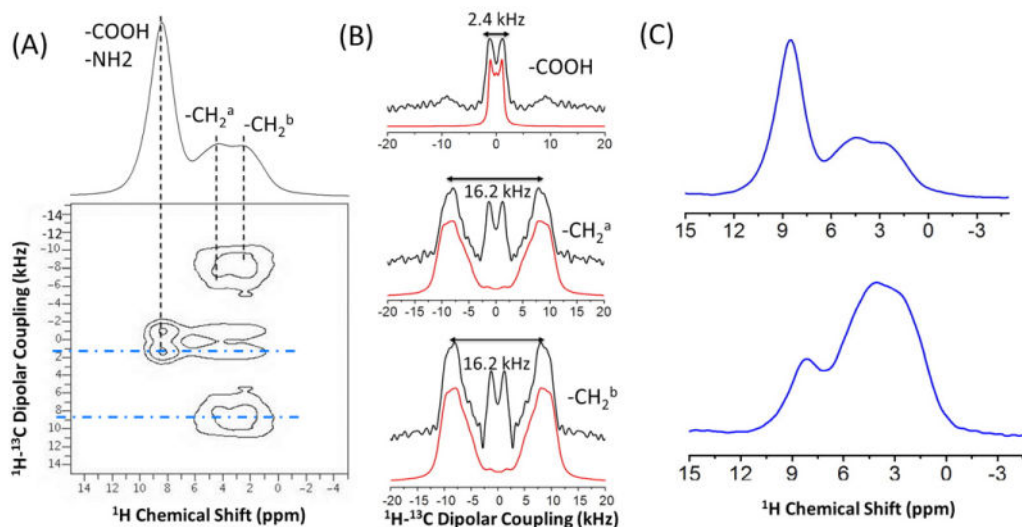 (A)
-COOH
-NH2
-CH₂ᵃ
-CH₂ᵇ
-14
-12
-10
-8
-6
-4
-2
0
2
4
6
8
10
12
14
¹H-¹³C Dipolar Coupling (kHz)
14 12 10 8 6 4 2 0 -2 -4
¹H Chemical Shift (ppm)
(B)
2.4 kHz
-COOH
-20 -15 -10 -5 0 5 10 15 20
16.2 kHz
-CH₂ᵃ
-20 -15 -10 -5 0 5 10 15 20
16.2 kHz
-CH₂ᵇ
-20 -15 -10 -5 0 5 10 15 20
¹H-¹³C Dipolar Coupling (kHz)
(C)
15 12 9 6 3 0 -3
15 12 9 6 3 0 -3
¹H Chemical Shift (ppm)